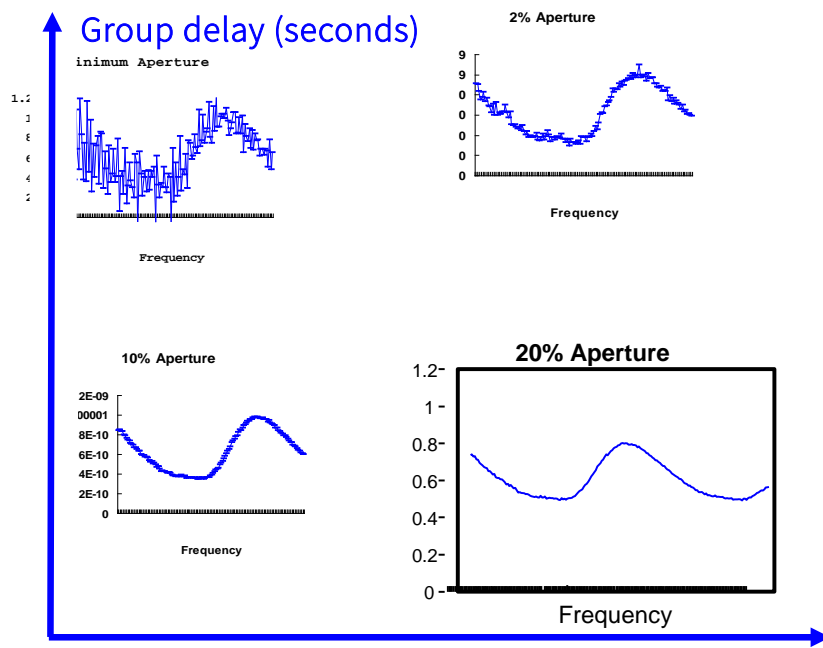 Group delay (seconds)
inimum Aperture
1.2
1
8
6
4
2
Frequency
2% Aperture
9
9
0
0
0
0
0
Frequency
10% Aperture
2E-09
00001
8E-10
6E-10
4E-10
2E-10
0
Frequency
20% Aperture
1.2
1
0.8
0.6
0.4
0.2
0
Frequency